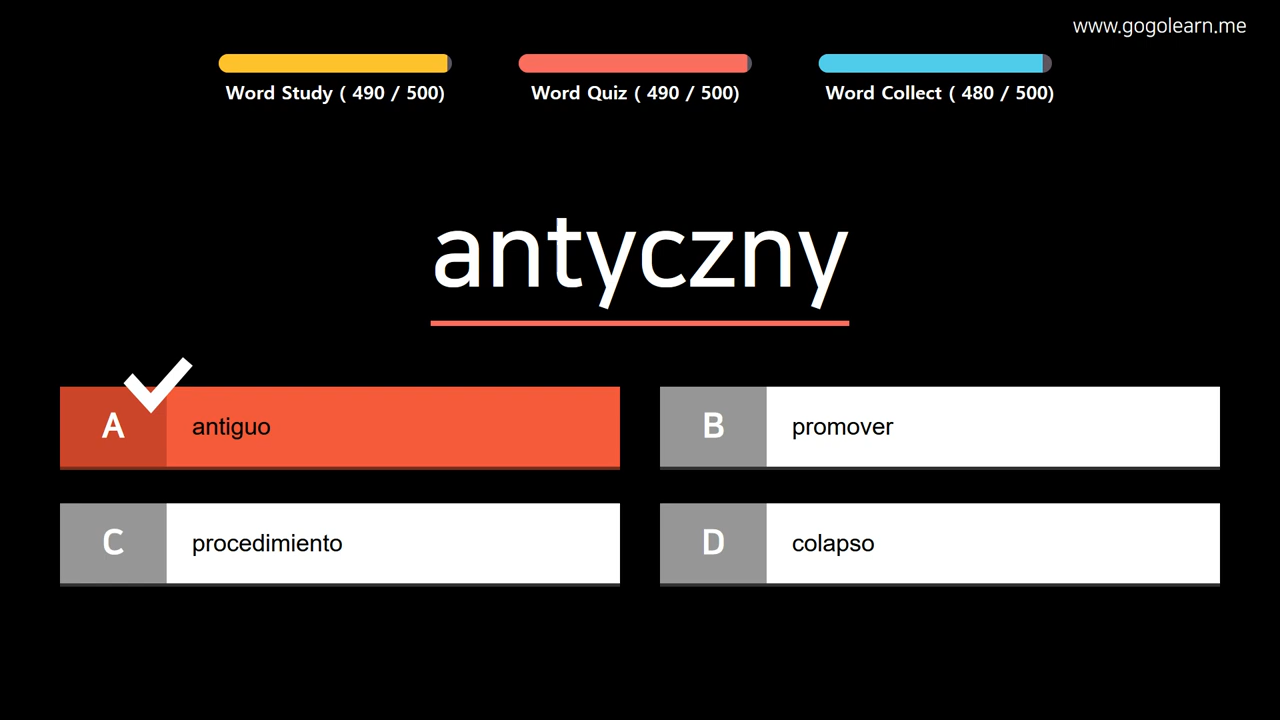 www.gogolearn.me
Word Study ( 490 / 500)
Word Quiz ( 490 / 500)
Word Collect ( 480 / 500)
antyczny
A antiguo
B promover
C procedimiento
D colapso